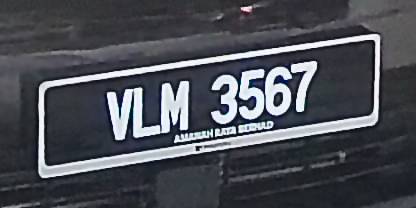 VLM 3567
AMANAH RAYA BERHAD